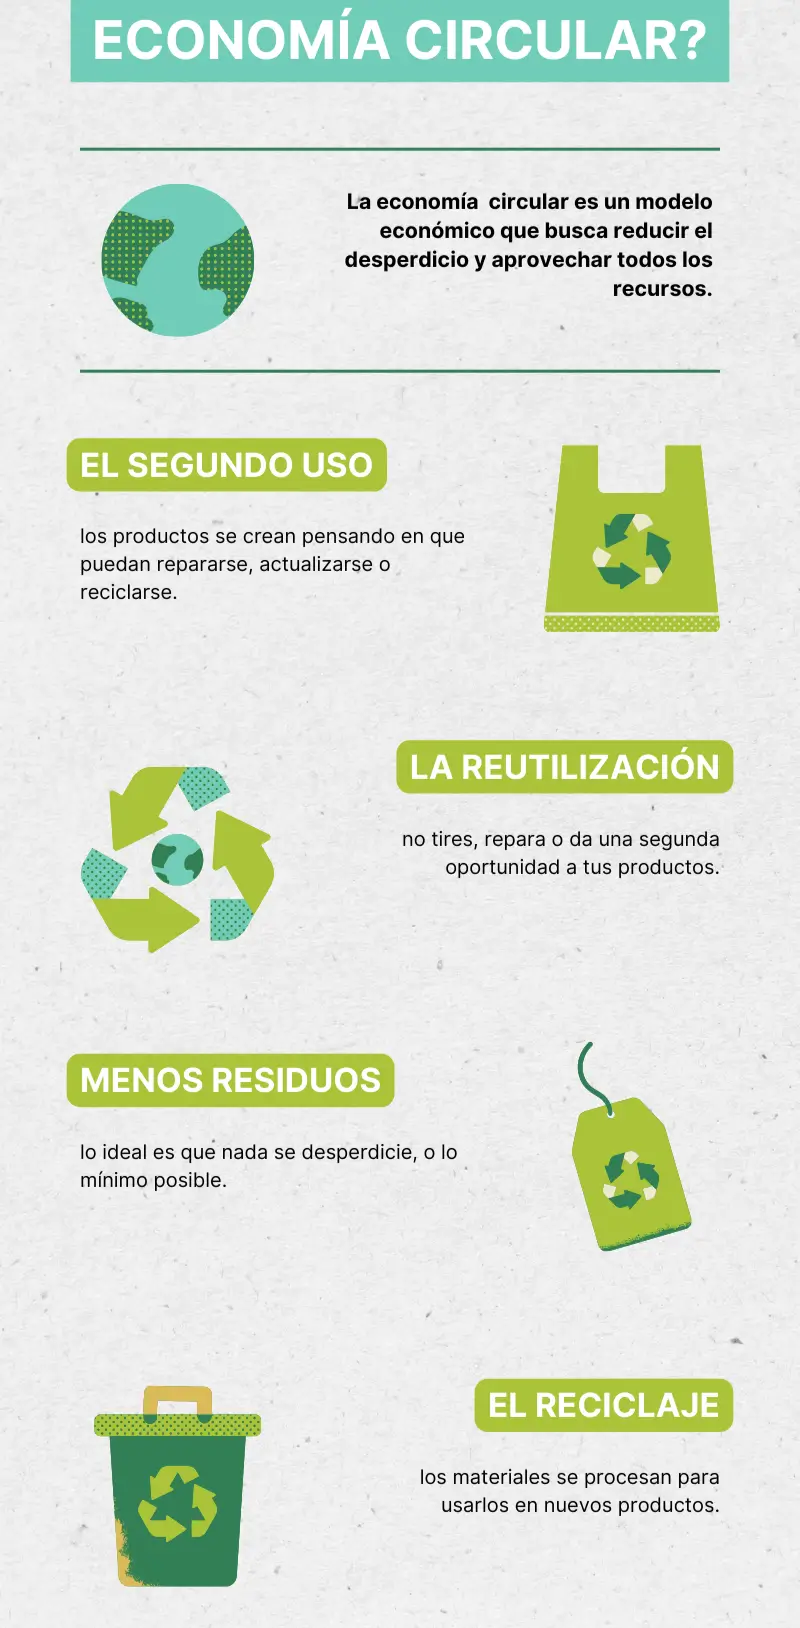 ECONOMÍA CIRCULAR?
La economía  circular es un modelo
económico que busca reducir el
desperdicio y aprovechar todos los
recursos.
EL SEGUNDO USO
los productos se crean pensando en que
puedan repararse, actualizarse o
reciclarse.
LA REUTILIZACIÓN
no tires, repara o da una segunda
oportunidad a tus productos.
MENOS RESIDUOS
lo ideal es que nada se desperdicie, o lo
mínimo posible.
EL RECICLAJE
los materiales se procesan para
usarlos en nuevos productos.